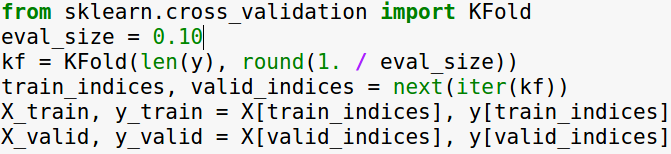 from sklearn.cross_validation import KFold
eval_size = 0.10
kf = KFold(len(y), round(1. / eval_size))
train_indices, valid_indices = next(iter(kf))
X_train, y_train = X[train_indices], y[train_indices]
X_valid, y_valid = X[valid_indices], y[valid_indices]